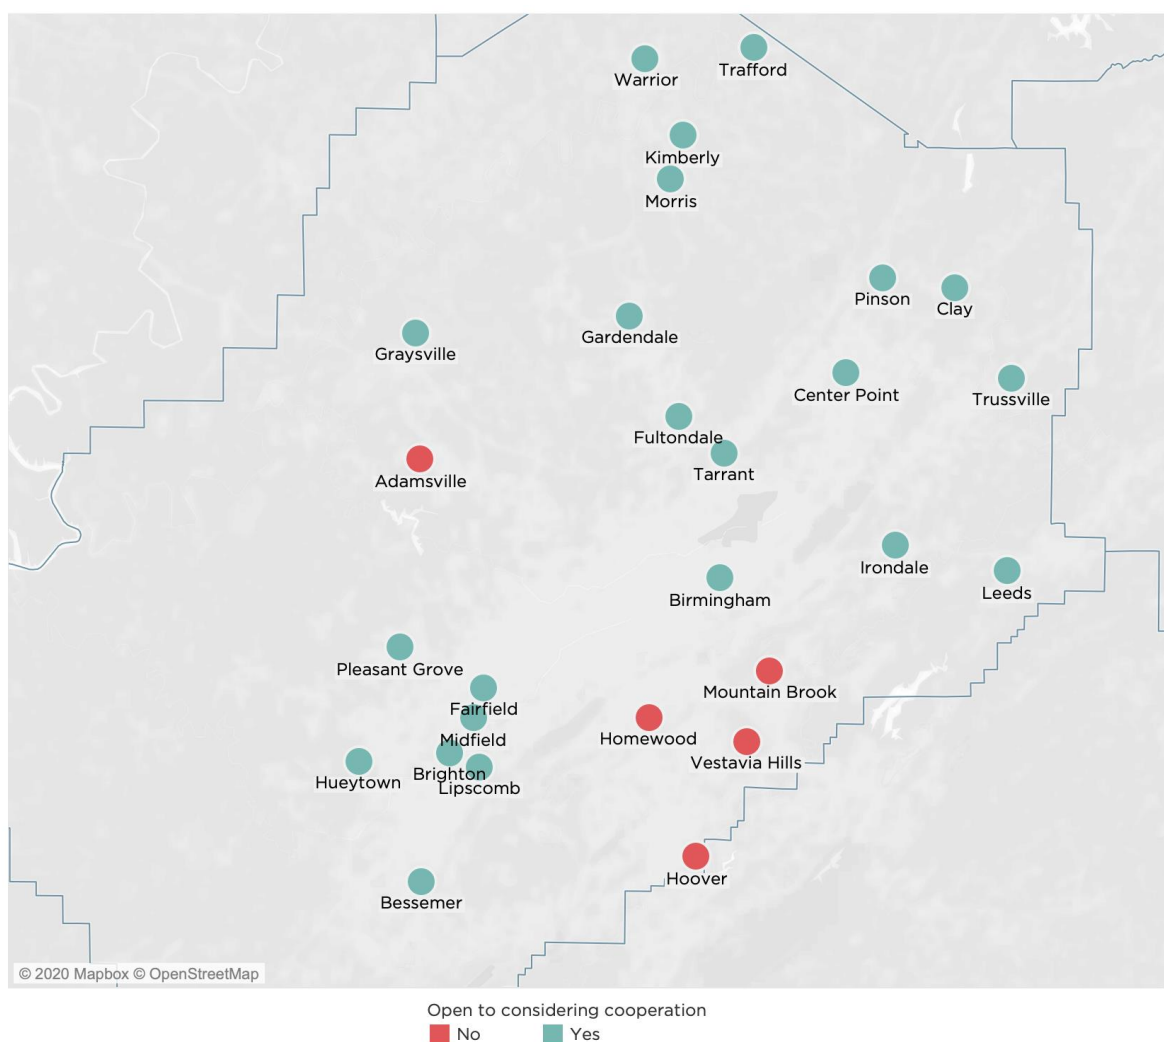 Trafford
Warrior
Kimberly
Morris
Pinson
Clay
Gardendale
Graysville
Center Point
Trussville
Fultondale
Tarrant
Adamsville
Irondale
Leeds
Birmingham
Pleasant Grove
Mountain Brook
Fairfield
Homewood
Midfield
Vestavia Hills
Brighton
Hueytown
Lipscomb
Hoover
Bessemer
© 2020 Mapbox © OpenStreetMap
Open to considering cooperation
No Yes